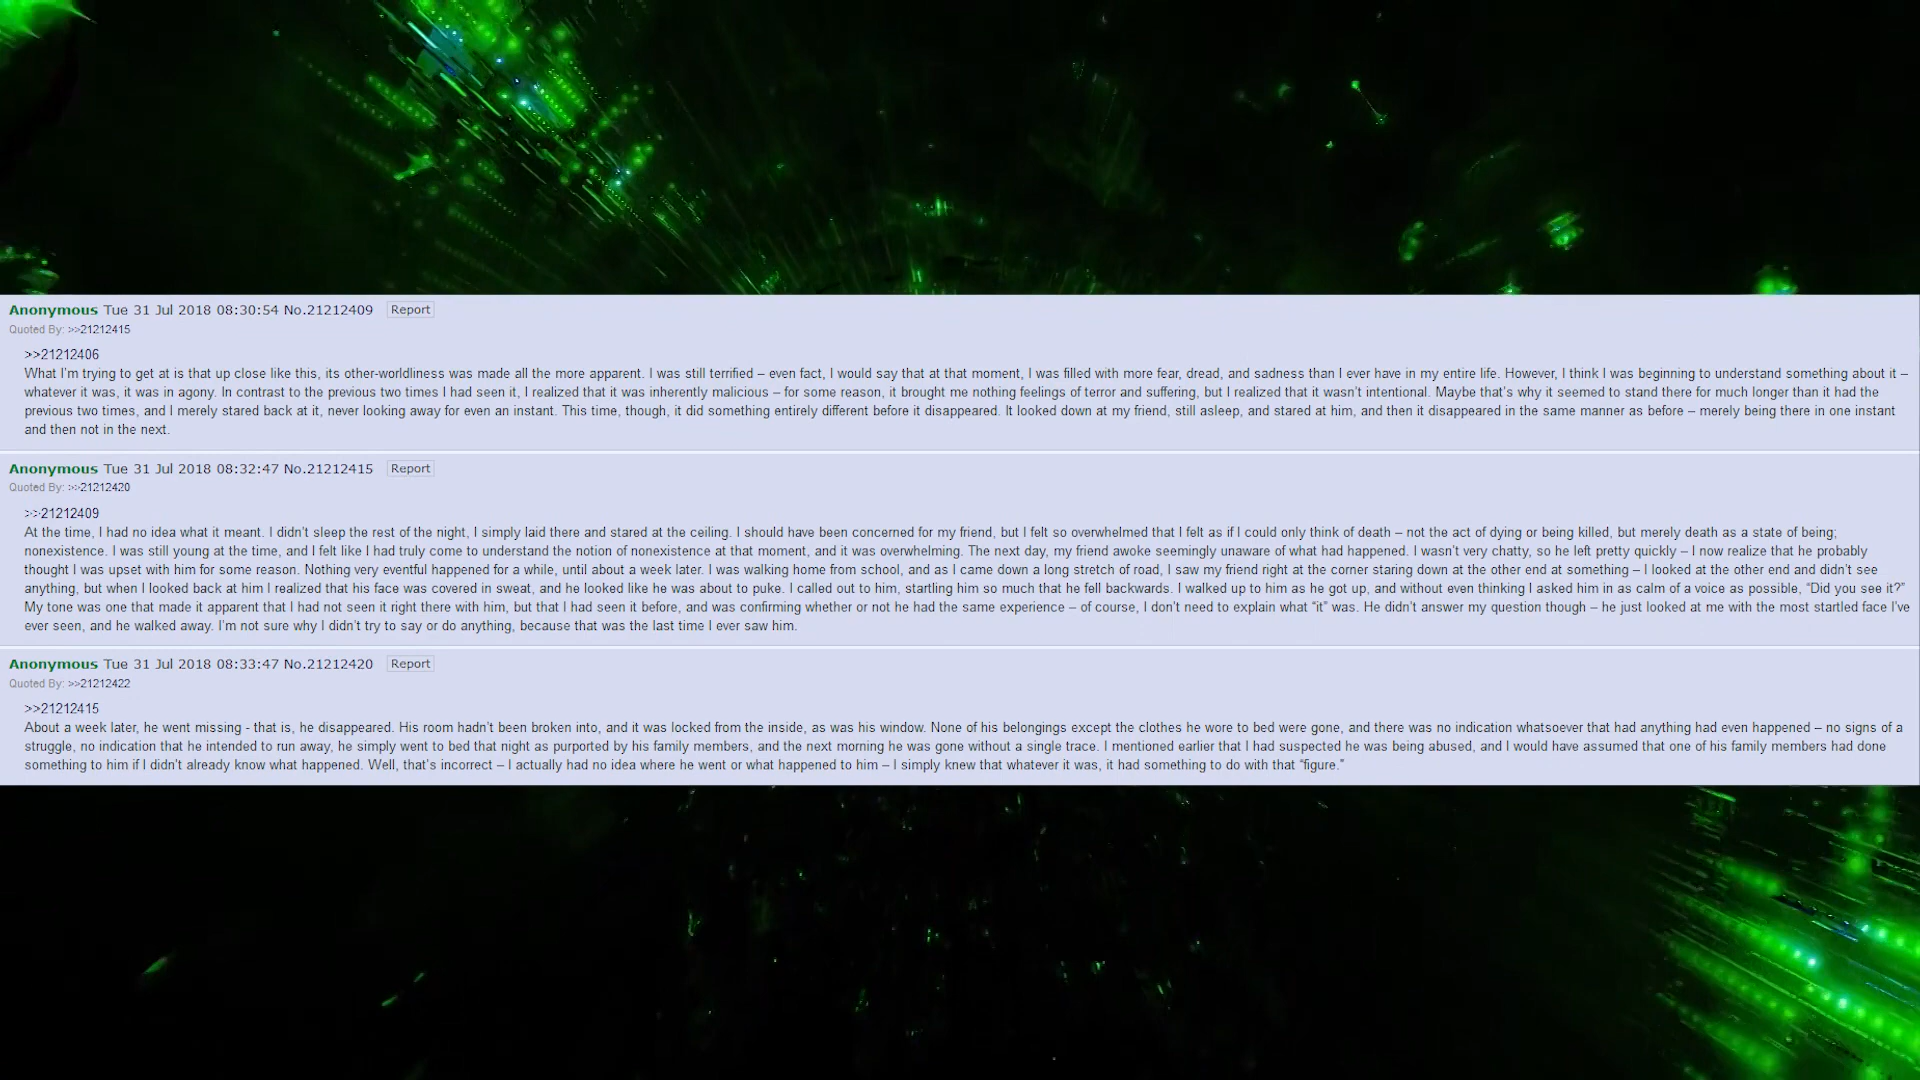 Anonymous Tue 31 Jul 2018 08:30:54 No.21212409 Report
Quoted By: >>21212415
>>21212406
What I'm trying to get at is that up close like this, its other-worldliness was made all the more apparent. I was still terrified – even fact, I would say that at that moment, I was filled with more fear, dread, and sadness than I ever have in my entire life. However, I think I was beginning to understand something about it –
whatever it was, it was in agony. In contrast to the previous two times I had seen it, I realized that it was inherently malicious – for some reason, it brought me nothing feelings of terror and suffering, but I realized that it wasn't intentional. Maybe that's why it seemed to stand there for much longer than it had the
previous two times, and I merely stared back at it, never looking away for even an instant. This time, though, it did something entirely different before it disappeared. It looked down at my friend, still asleep, and stared at him, and then it disappeared in the same manner as before – merely being there in one instant
and then not in the next.
Anonymous Tue 31 Jul 2018 08:32:47 No.21212415 Report
Quoted By: >>21212420
>>21212409
At the time, I had no idea what it meant. I didn't sleep the rest of the night, I simply laid there and stared at the ceiling. I should have been concerned for my friend, but I felt so overwhelmed that I felt as if I could only think of death – not the act of dying or being killed, but merely death as a state of being;
nonexistence. I was still young at the time, and I felt like I had truly come to understand the notion of nonexistence at that moment, and it was overwhelming. The next day, my friend awoke seemingly unaware of what had happened. I wasn't very chatty, so he left pretty quickly – I now realize that he probably
thought I was upset with him for some reason. Nothing very eventful happened for a while, until about a week later. I was walking home from school, and as I came down a long stretch of road, I saw my friend right at the corner staring down at the other end at something – I looked at the other end and didn't see
anything, but when I looked back at him I realized that his face was covered in sweat, and he looked like he was about to puke. I called out to him, startling him so much that he fell backwards. I walked up to him as he got up, and without even thinking I asked him in as calm of a voice as possible, “Did you see it?”
My tone was one that made it apparent that I had not seen it right there with him, but that I had seen it before, and was confirming whether or not he had the same experience – of course, I don't need to explain what “it” was. He didn't answer my question though – he just looked at me with the most startled face I've
ever seen, and he walked away. I'm not sure why I didn't try to say or do anything, because that was the last time I ever saw him.
Anonymous Tue 31 Jul 2018 08:33:47 No.21212420 Report
Quoted By: >>21212422
>>21212415
About a week later, he went missing - that is, he disappeared. His room hadn't been broken into, and it was locked from the inside, as was his window. None of his belongings except the clothes he wore to bed were gone, and there was no indication whatsoever that had anything had even happened – no signs of a
struggle, no indication that he intended to run away, he simply went to bed that night as purported by his family members, and the next morning he was gone without a single trace. I mentioned earlier that I had suspected he was being abused, and I would have assumed that one of his family members had done
something to him if I didn't already know what happened. Well, that's incorrect – I actually had no idea where he went or what happened to him – I simply knew that whatever it was, it had something to do with that “figure.”